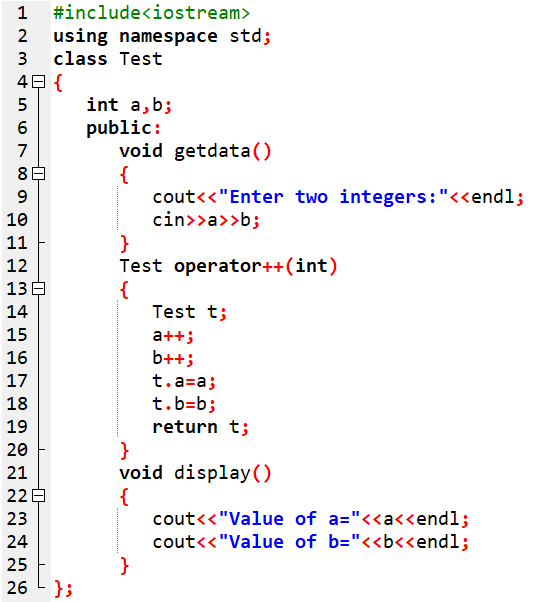 1 #include<iostream>
2 using namespace std;
3 class Test
4 {
5 int a,b;
6 public:
7 void getdata()
8 {
9 cout<<"Enter two integers:"<<endl;
10 cin>>a>>b;
11 }
12 Test operator++(int)
13 {
14 Test t;
15 a++;
16 b++;
17 t.a=a;
18 t.b=b;
19 return t;
20 }
21 void display()
22 {
23 cout<<"Value of a="<<a<<endl;
24 cout<<"Value of b="<<b<<endl;
25 }
26 };